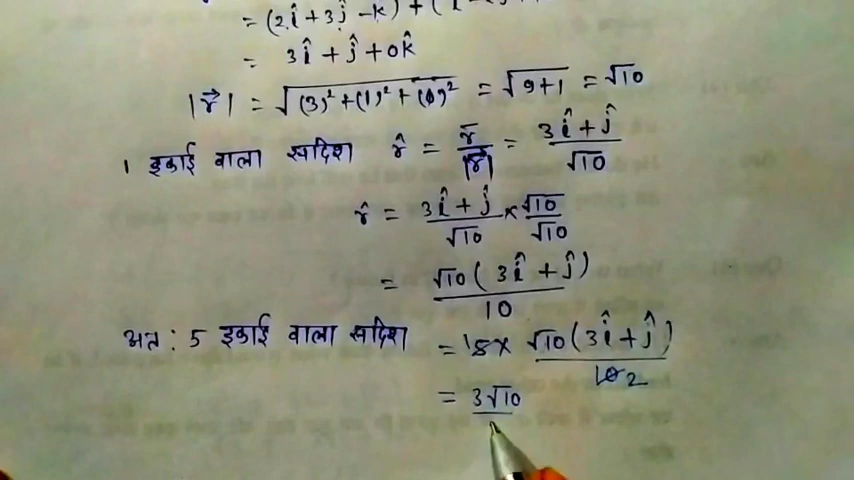 = (2î + 3ĵ - k) + (
= 3î + ĵ + 0k̂
|r⃗| = √(3)² + (1)² + (0)² = √9+1 = √10
1 इकाई वाला सदिश r̂ = r⃗/|r⃗| = 3î + ĵ/√10
r̂ = 3î + ĵ/√10 × √10/√10
= √10 (3î + ĵ)/10
अत: 5 इकाई वाला सदिश = ¹5 × √10 (3î + ĵ)/10 2
= 3√10